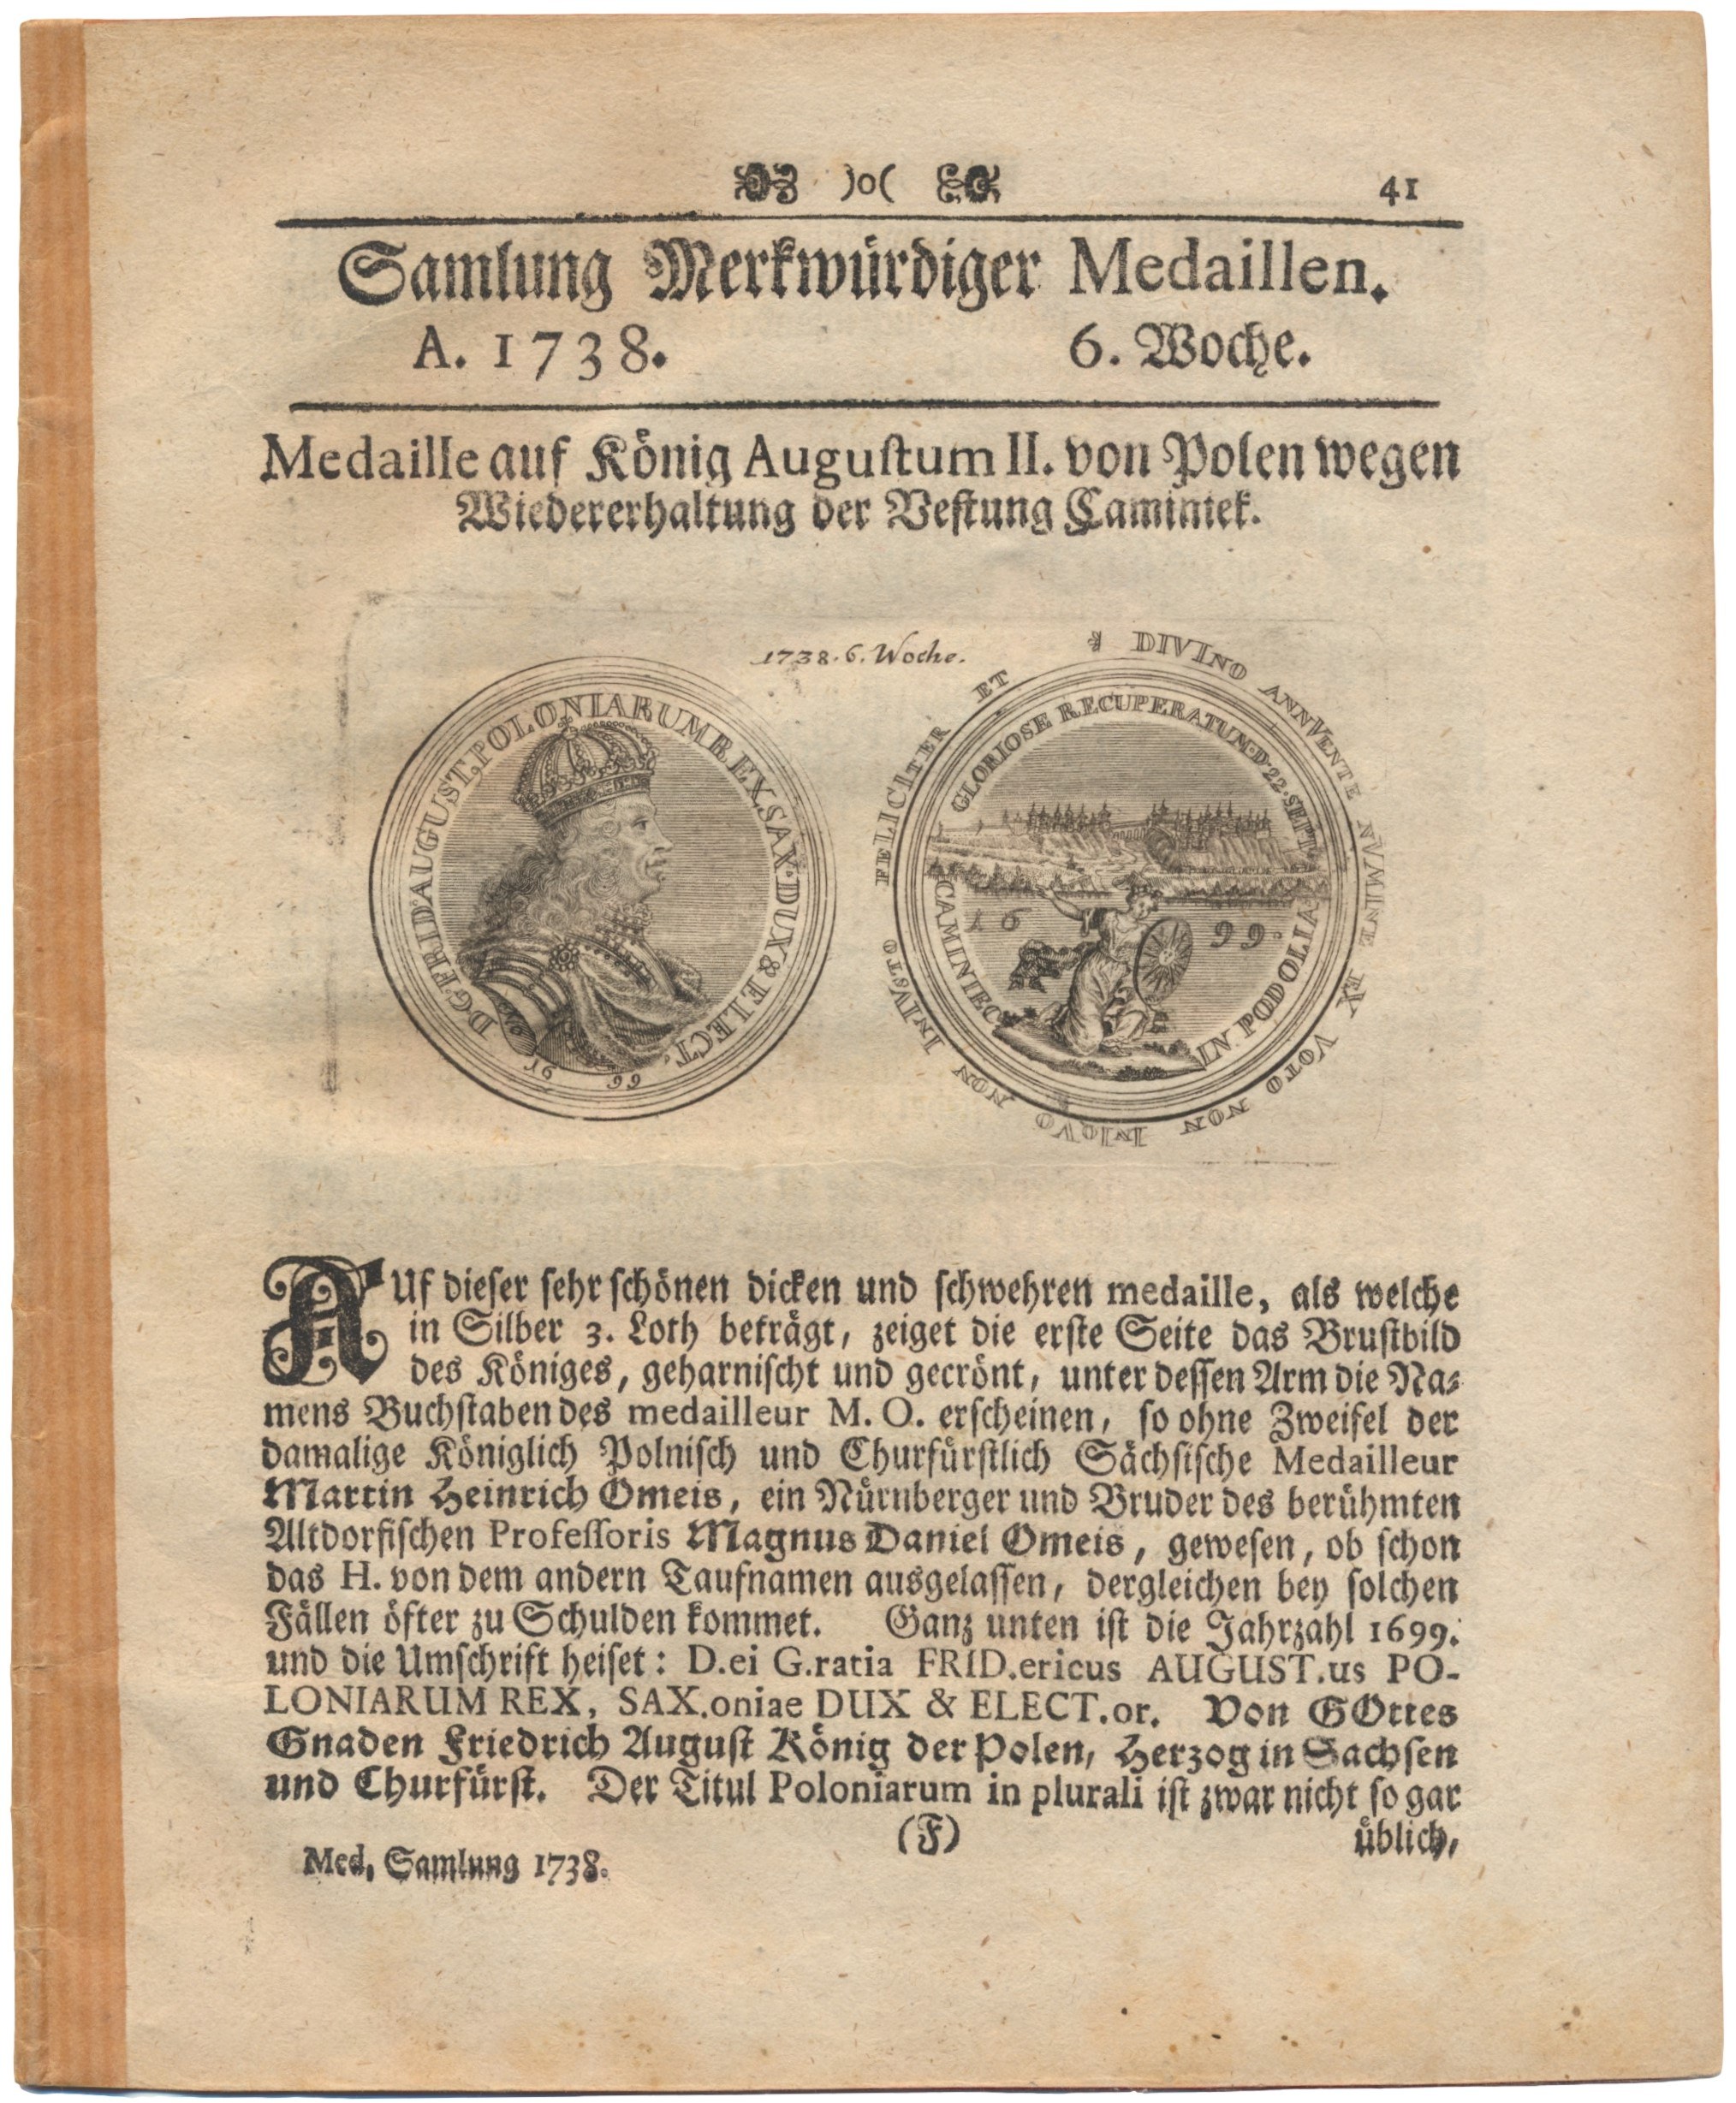 )o( 41
Samlung Merkwürdiger Medaillen.
A. 1738. 6. Woche.
Medaille auf König Auguſtum II. von Polen wegen
Wiedererhaltung der Veſtung Caminiek.
1738. 6. Woche.
D.G.FRID.AUGUST.POLONIARUM REX,SAX.DUX & ELECT.
16 99
GLORIOSE RECUPERATUM.D.22.SEPT.
CAMINIEC IN PODOLIA
16 99.
DIVINO ANNVENTE NVMINE EX VOTO NON INIQVO NON INIVSTO FELICITER ET
AUf dieſer ſehr ſchönen dicken und ſchwehren medaille, als welche
in Silber 3. Loth beträgt, zeiget die erſte Seite das Bruſtbild
des Königes, geharniſcht und gecrönt, unter deſſen Arm die Na-
mens Buchſtaben des medailleur M. O. erſcheinen, ſo ohne Zweifel der
damalige Königlich Polniſch und Churfürſtlich Sächſiſche Medailleur
Martin Heinrich Omeis, ein Nürnberger und Bruder des berühmten
Altdorfiſchen Profeſſoris Magnus Daniel Omeis, geweſen, ob ſchon
das H. von dem andern Taufnamen ausgelaſſen, dergleichen bey ſolchen
Fällen öfter zu Schulden kommet. Ganz unten iſt die Jahrzahl 1699.
und die Umſchrift heiſet: D.ei G.ratia FRID.ericus AUGUST.us PO-
LONIARUM REX, SAX.oniae DUX & ELECT.or. Von GOttes
Gnaden Friedrich Auguſt König der Polen, Herzog in Sachſen
und Churfürſt. Der Titul Poloniarum in plurali iſt zwar nicht ſo gar
(F) üblich,
Med. Samlung 1738.